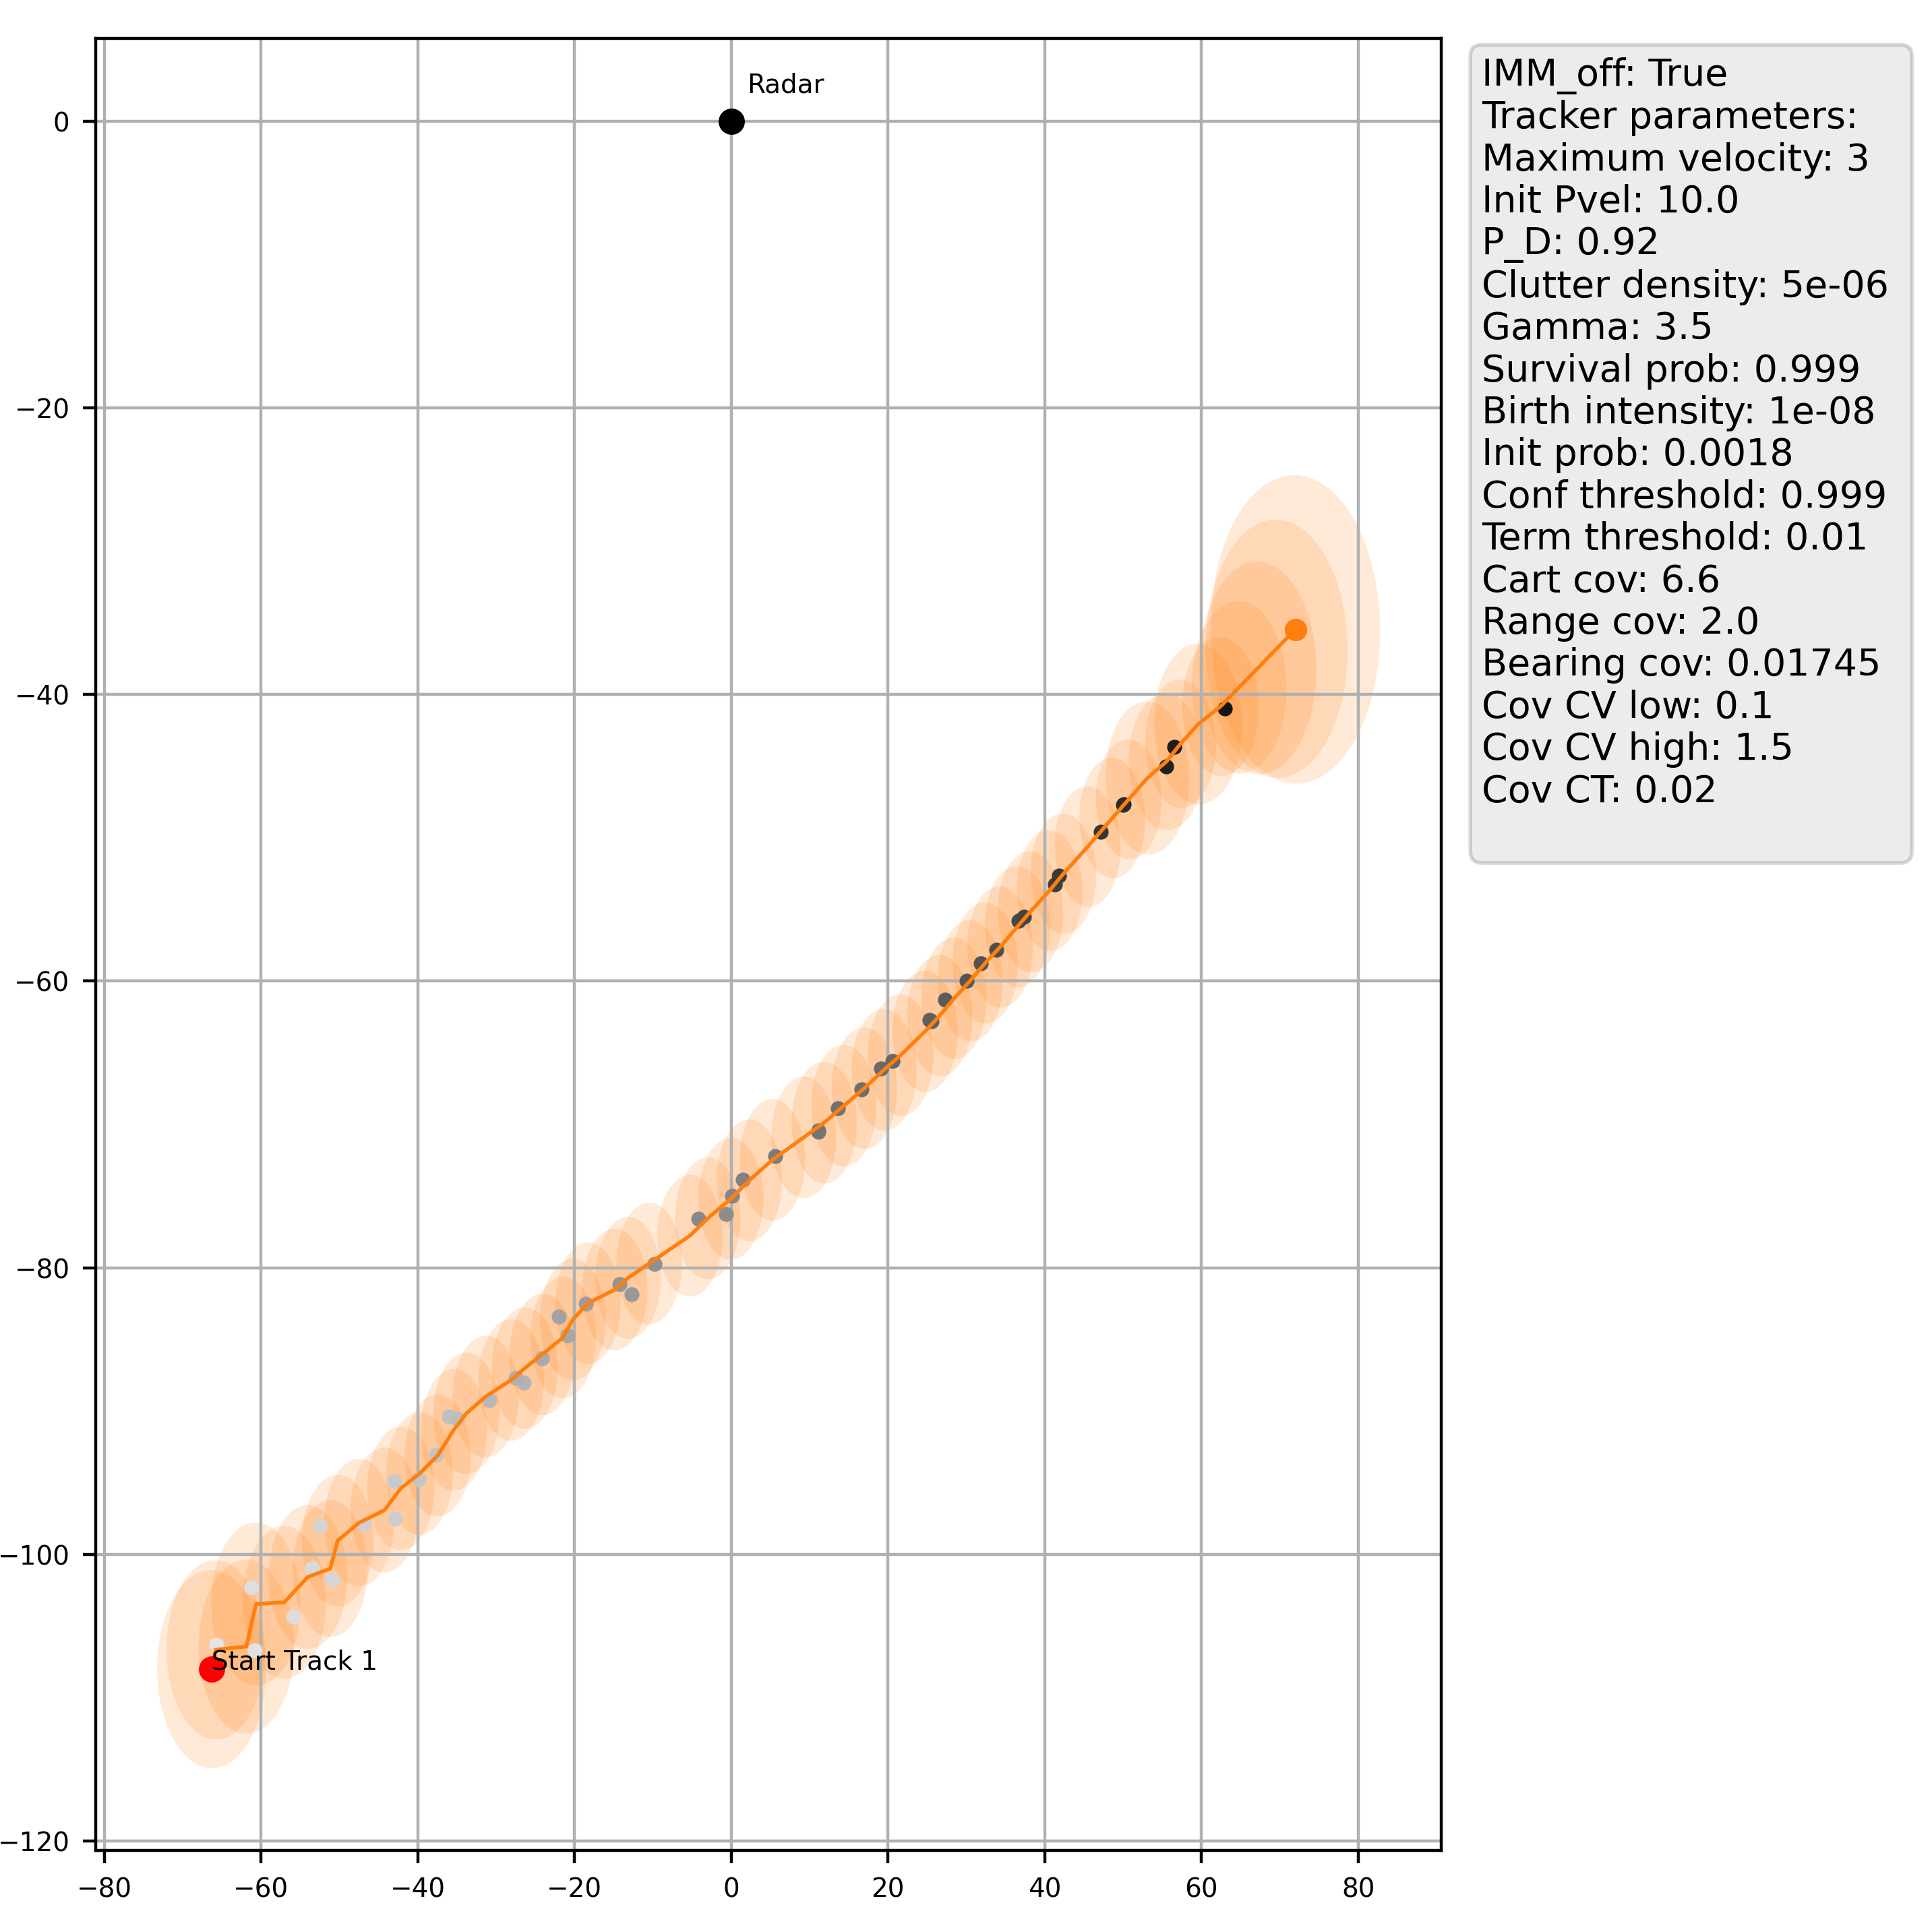 Radar
0
−20
−40
−60
−80
−100
−120
−80
−60
−40
−20
0
20
40
60
80
Start Track 1
IMM_off: True
Tracker parameters:
Maximum velocity: 3
Init Pvel: 10.0
P_D: 0.92
Clutter density: 5e-06
Gamma: 3.5
Survival prob: 0.999
Birth intensity: 1e-08
Init prob: 0.0018
Conf threshold: 0.999
Term threshold: 0.01
Cart cov: 6.6
Range cov: 2.0
Bearing cov: 0.01745
Cov CV low: 0.1
Cov CV high: 1.5
Cov CT: 0.02